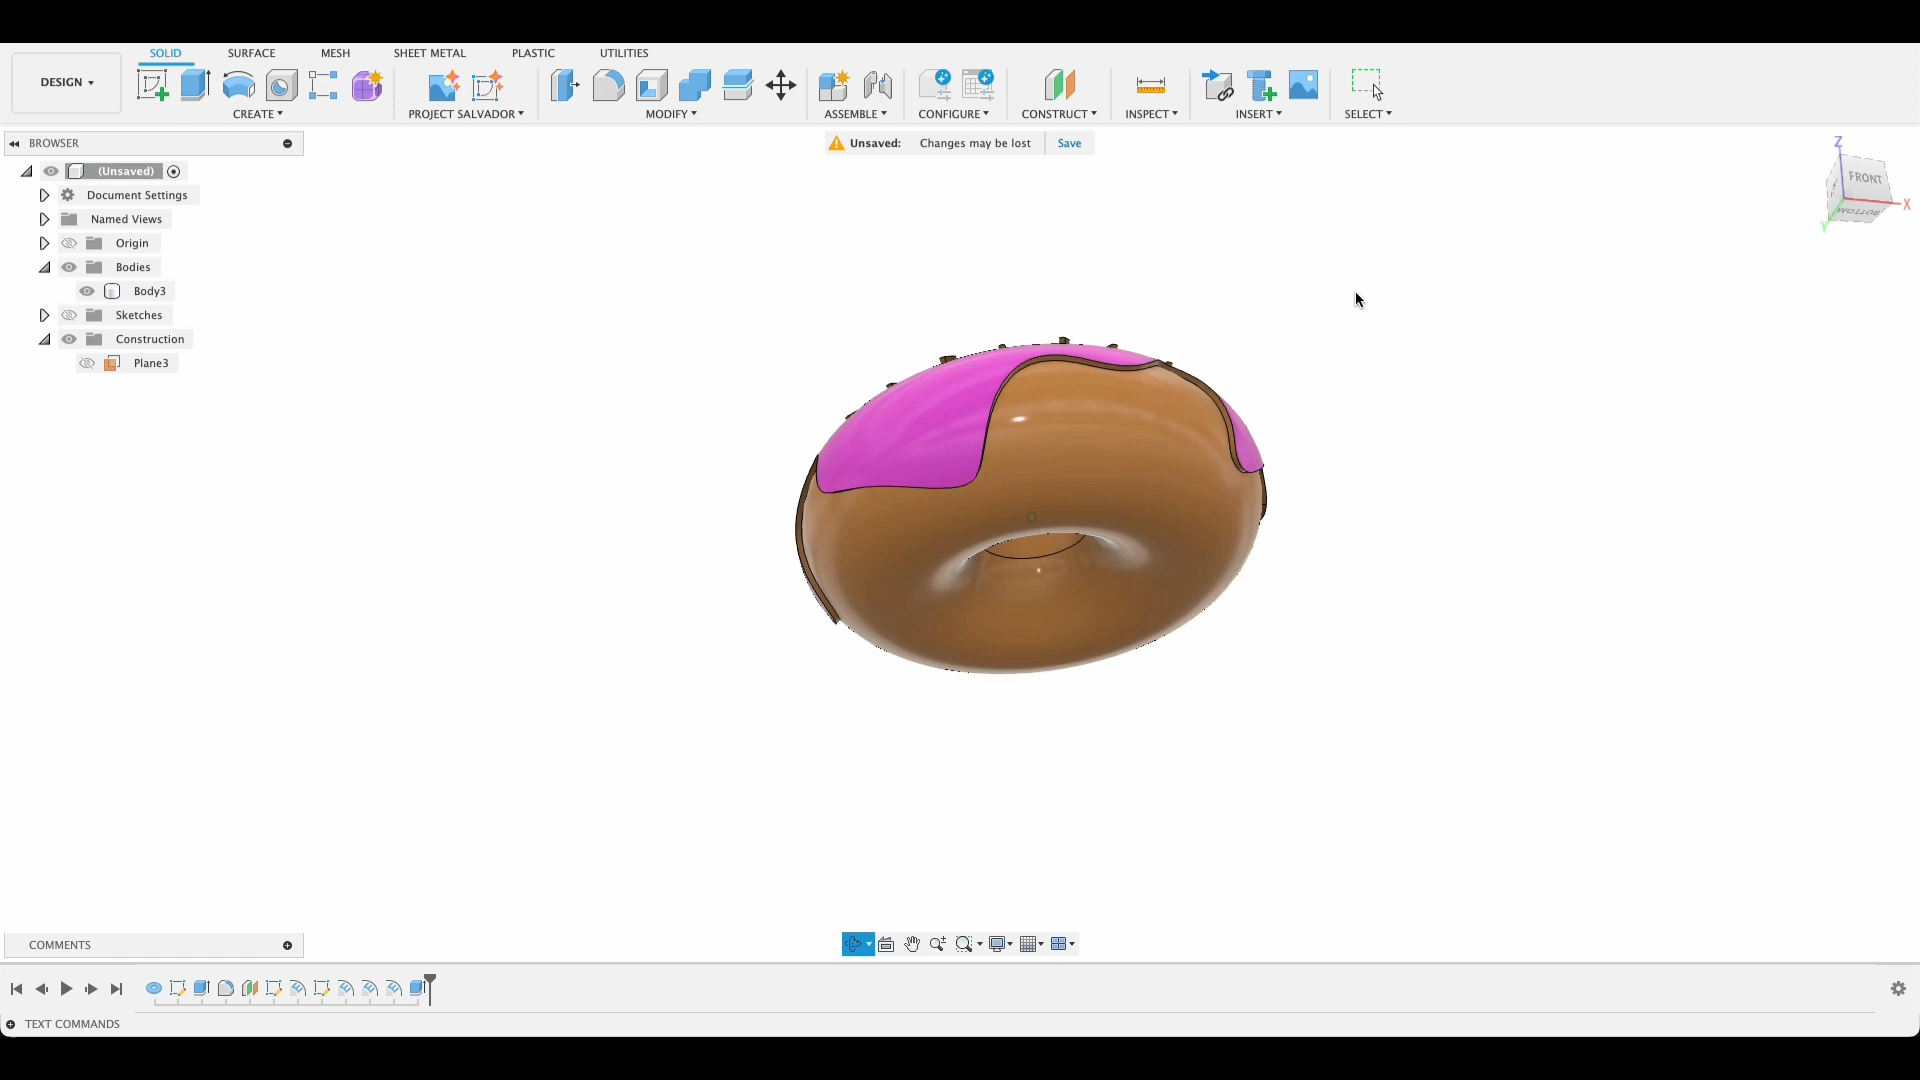 SOLID SURFACE MESH SHEET METAL PLASTIC UTILITIES
DESIGN
CREATE PROJECT SALVADOR MODIFY ASSEMBLE CONFIGURE CONSTRUCT INSPECT INSERT SELECT
BROWSER
Unsaved: Changes may be lost Save
(Unsaved)
Document Settings
Named Views
Origin
Bodies
Body3
Sketches
Construction
Plane3
Z
FRONT
X
BOTTOM
Y
COMMENTS
TEXT COMMANDS